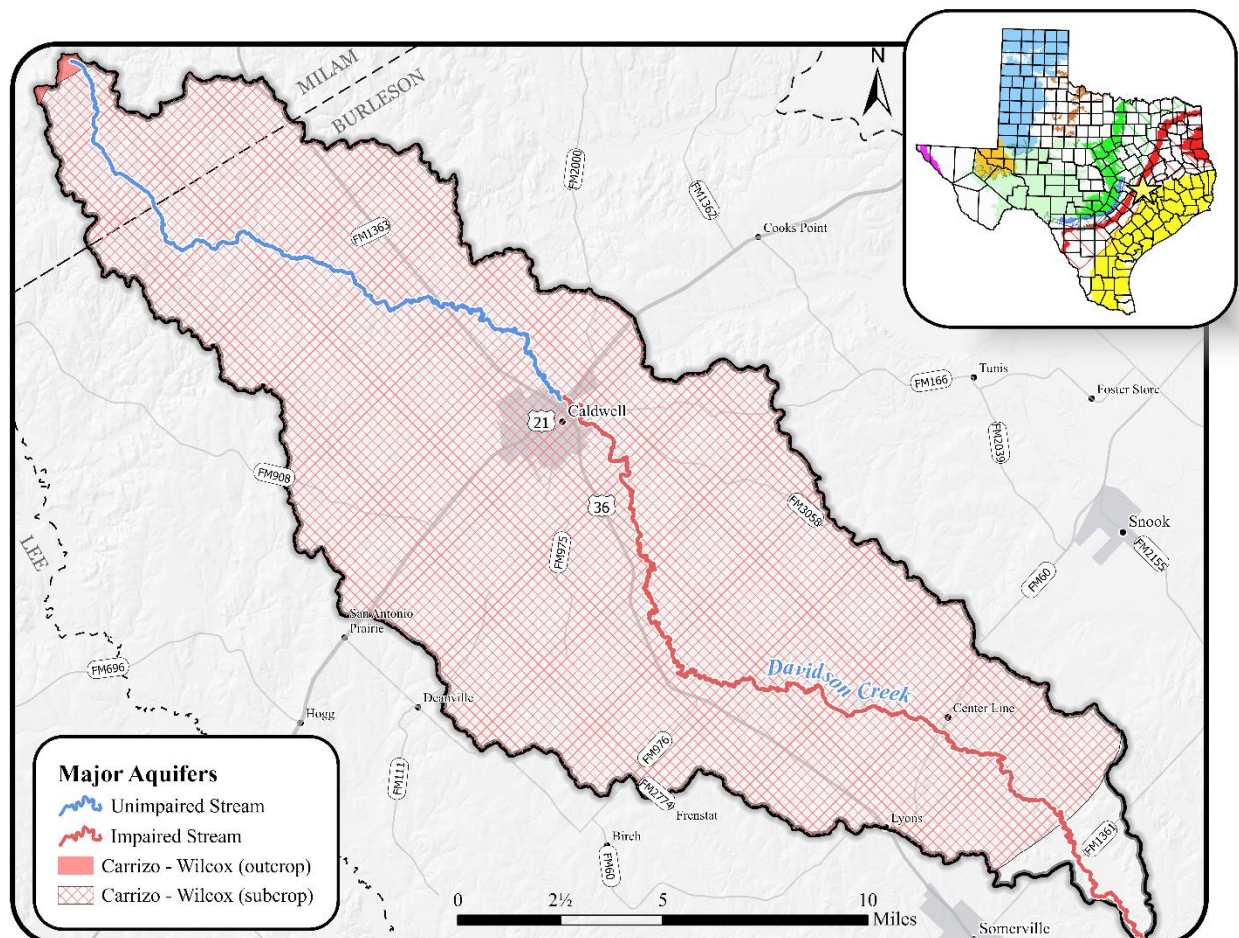 N
MILAM
BURLESON
FM2000
FM1362
FM1363
Cooks Point
Tunis
FM166
Foster Store
Caldwell
21
FM2039
FM908
36
FM3058
Snook
FM2155
LEE
FM975
FM60
San Antonio
Prairie
FM696
Davidson Creek
Deanville
Center Line
Hogg
FM976
FM111
FM2774
Frenstat
Lyons
FM1361
Birch
FM60
Somerville
Major Aquifers
Unimpaired Stream
Impaired Stream
Carrizo - Wilcox (outcrop)
Carrizo - Wilcox (subcrop)
0 2½ 5 10
Miles